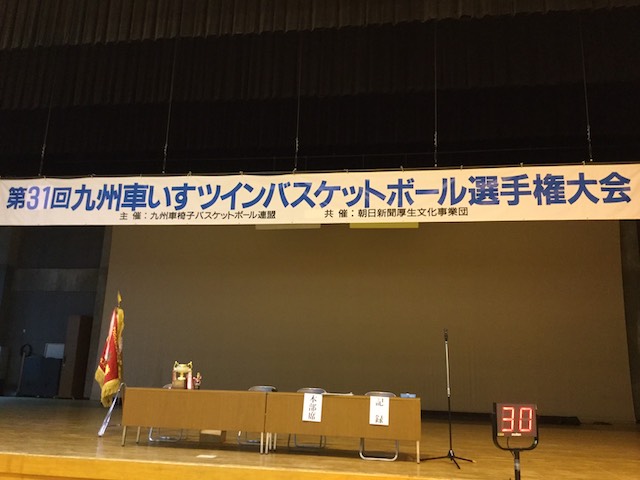 第31回九州車いすツインバスケットボール選手権大会
主 催：九州車椅子バスケットボール連盟 共 催：朝日新聞厚生文化事業団
本部席
記録
30